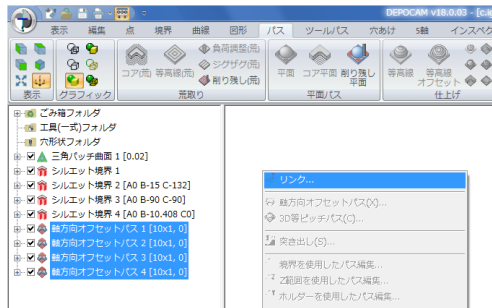 DEPOCAM v18.0.03 - [c.k
表示 編集 点 境界 曲線 図形 パス ツールパス 穴あけ 5軸 インスペク
コア(荒) 等高線(荒)
負荷調整(荒)
ジグザグ(荒)
削り残し(荒)
平面 コア平面 削り残し平面
等高線 等高線オフセット
表示 グラフィック 荒取り 平面パス 仕上げ
ごみ箱フォルダ
工具(一式)フォルダ
穴形状フォルダ
三角パッチ曲面 1 [0.02]
シルエット境界 1
シルエット境界 2 [A0 B-15 C-132]
シルエット境界 3 [A0 B-90 C-90]
シルエット境界 4 [A0 B-10.408 C0]
軸方向オフセットパス 1 [10x1, 0]
軸方向オフセットパス 2 [10x1, 0]
軸方向オフセットパス 3 [10x1, 0]
軸方向オフセットパス 4 [10x1, 0]
リンク...
軸方向オフセットパス(X)...
3D等ピッチパス(C)...
突き出し(S)...
境界を使用したパス編集...
Z範囲を使用したパス編集...
ホルダーを使用したパス編集...